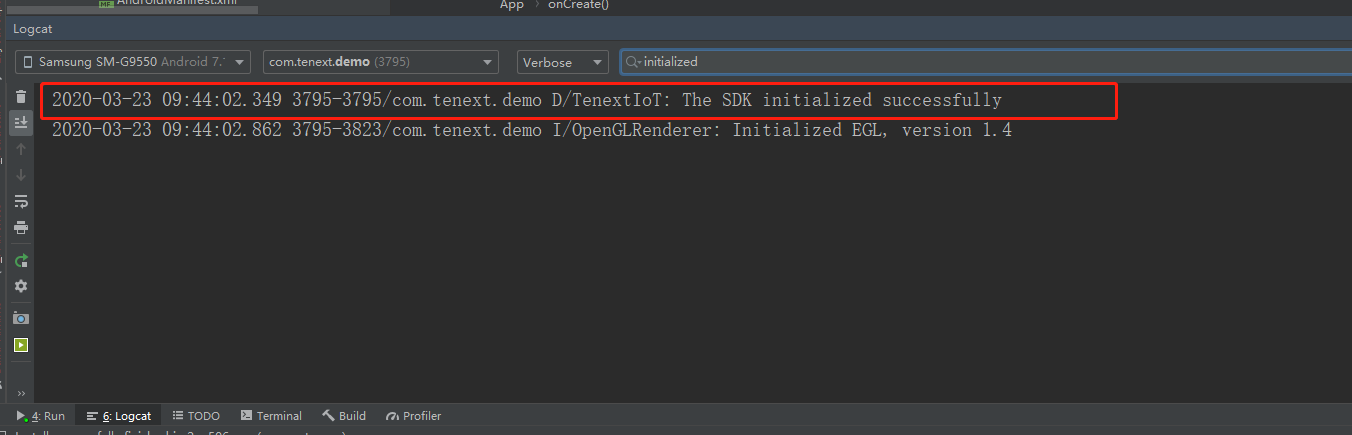 AndroidManifest.xml
App › onCreate()
Logcat
Samsung SM-G9550 Android 7.
com.tenext.demo (3795)
Verbose
initialized
2020-03-23 09:44:02.349 3795-3795/com.tenext.demo D/TenextIoT: The SDK initialized successfully
2020-03-23 09:44:02.862 3795-3823/com.tenext.demo I/OpenGLRenderer: Initialized EGL, version 1.4
4: Run
6: Logcat
TODO
Terminal
Build
Profiler